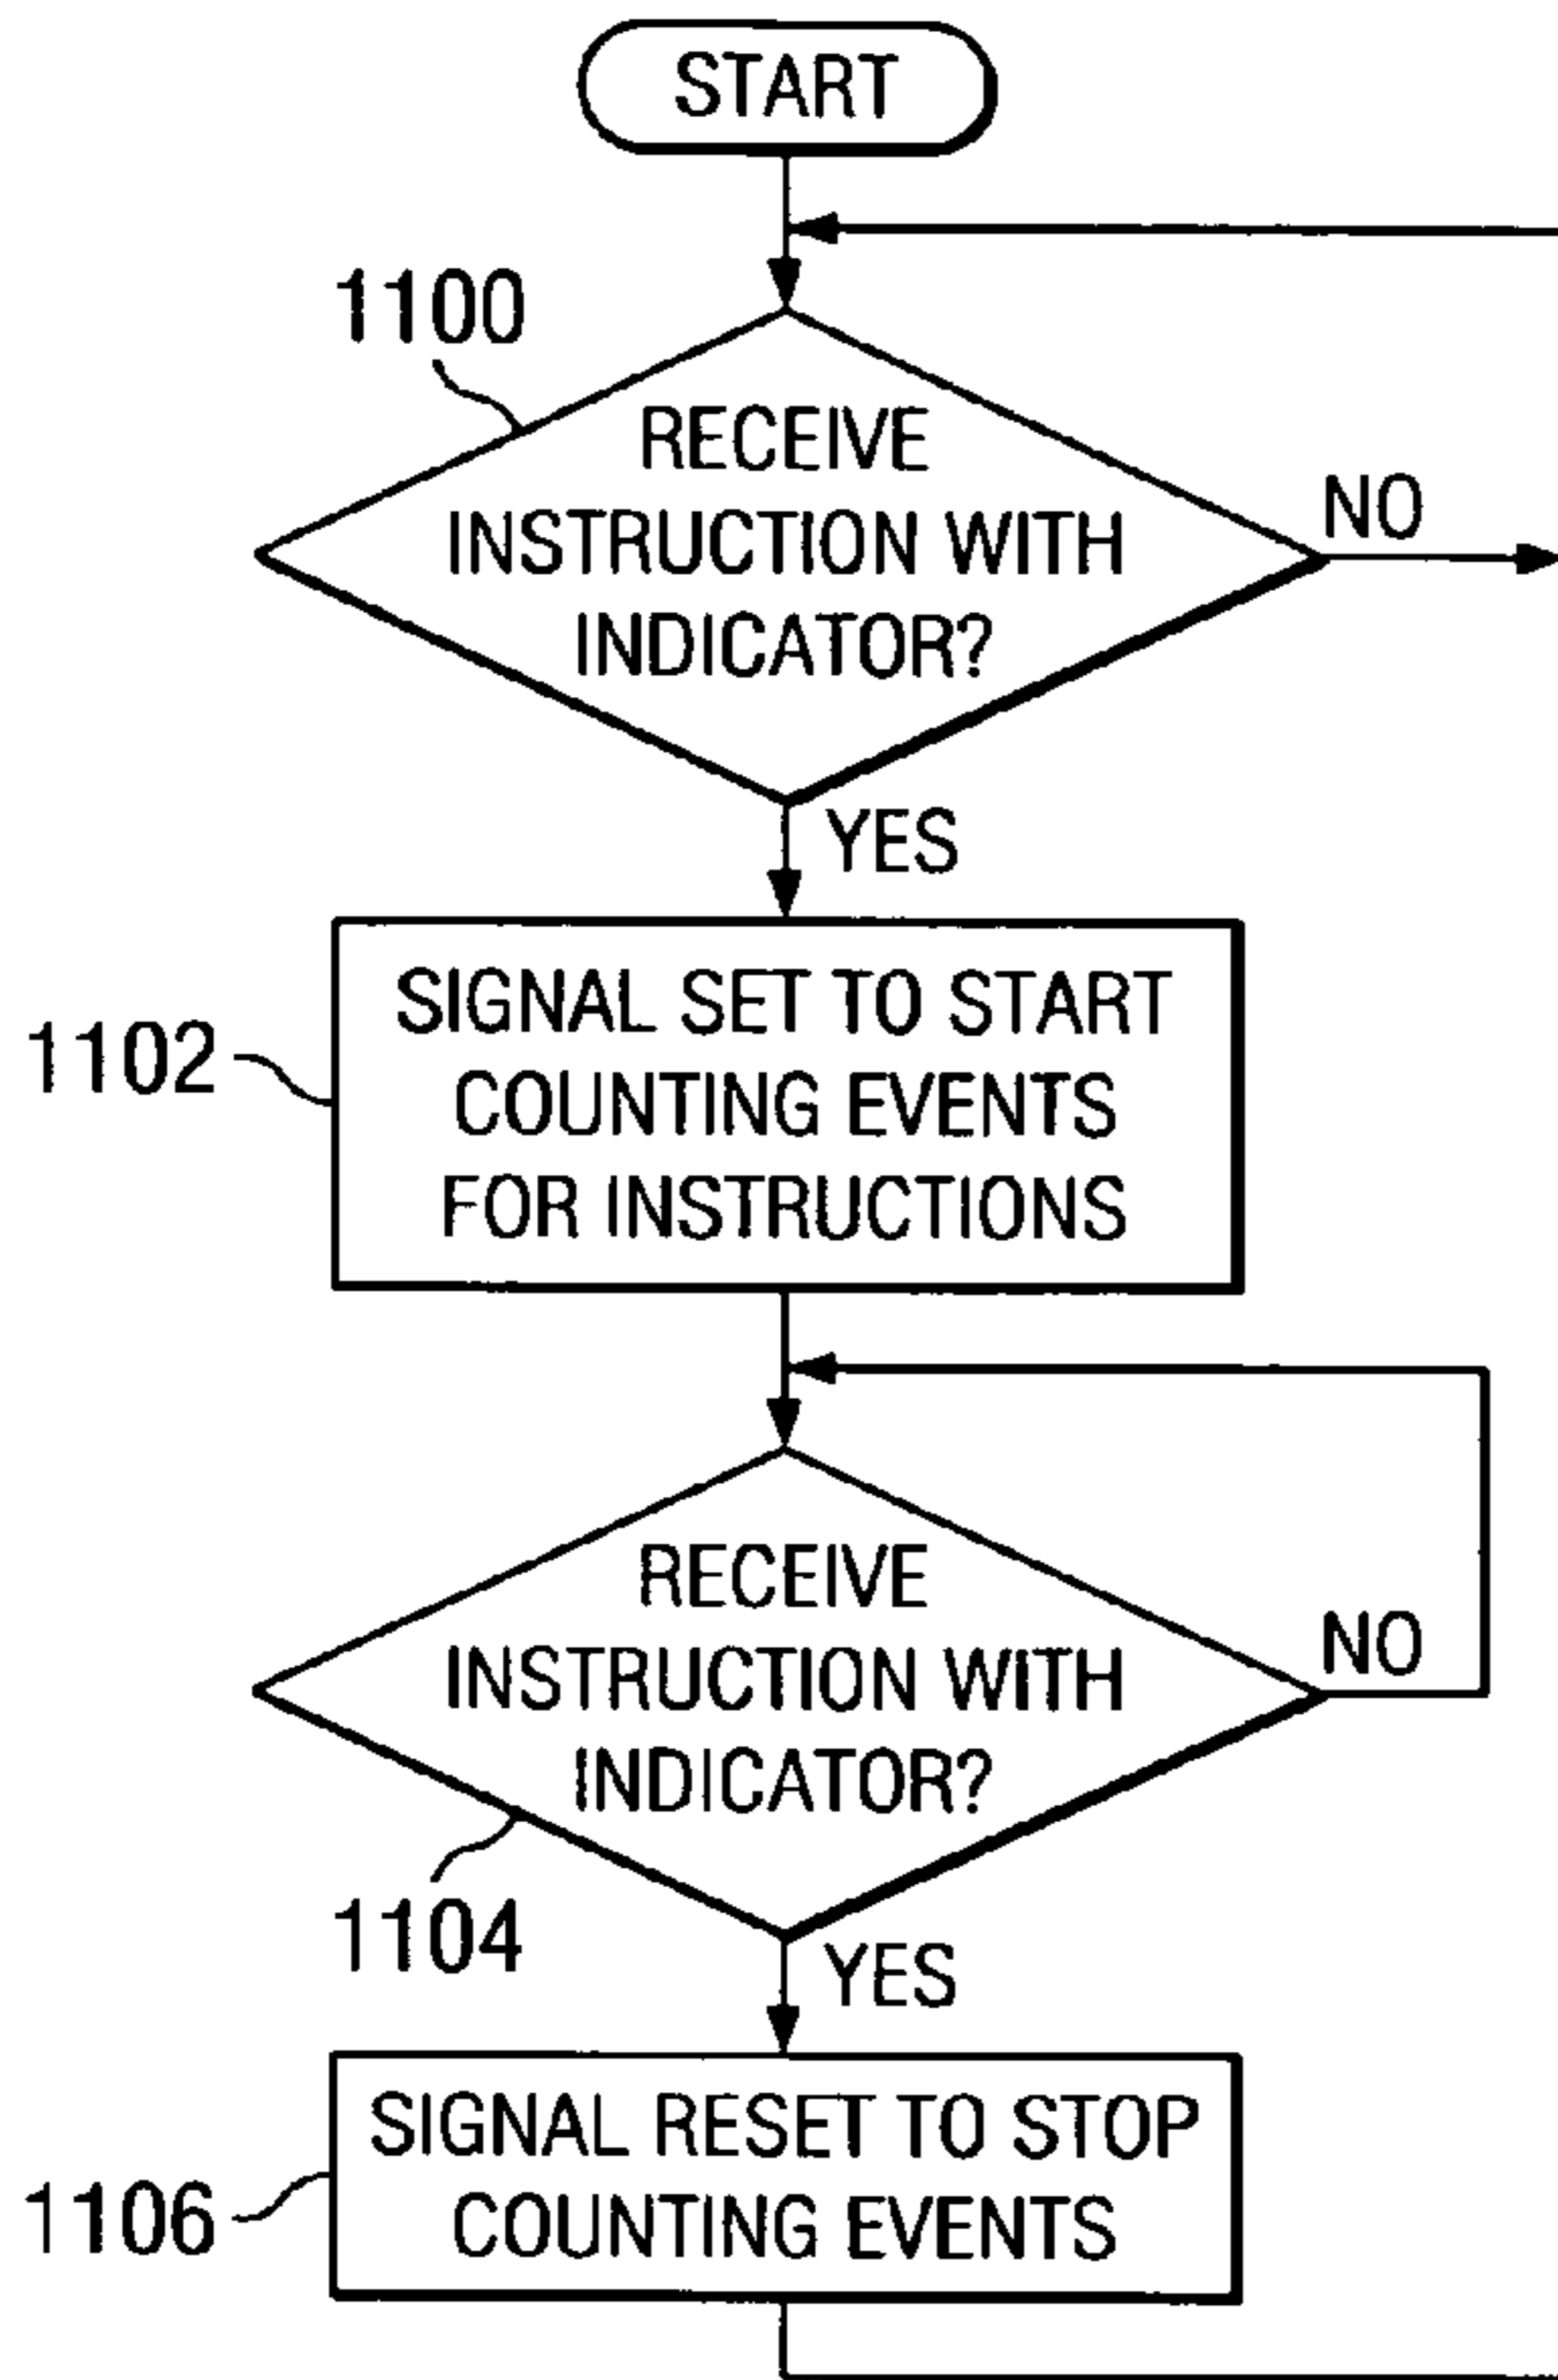 START
1100
RECEIVE
INSTRUCTION WITH
INDICATOR?
NO
YES
1102
SIGNAL SET TO START
COUNTING EVENTS
FOR INSTRUCTIONS
RECEIVE
INSTRUCTION WITH
INDICATOR?
NO
1104
YES
1106
SIGNAL RESET TO STOP
COUNTING EVENTS